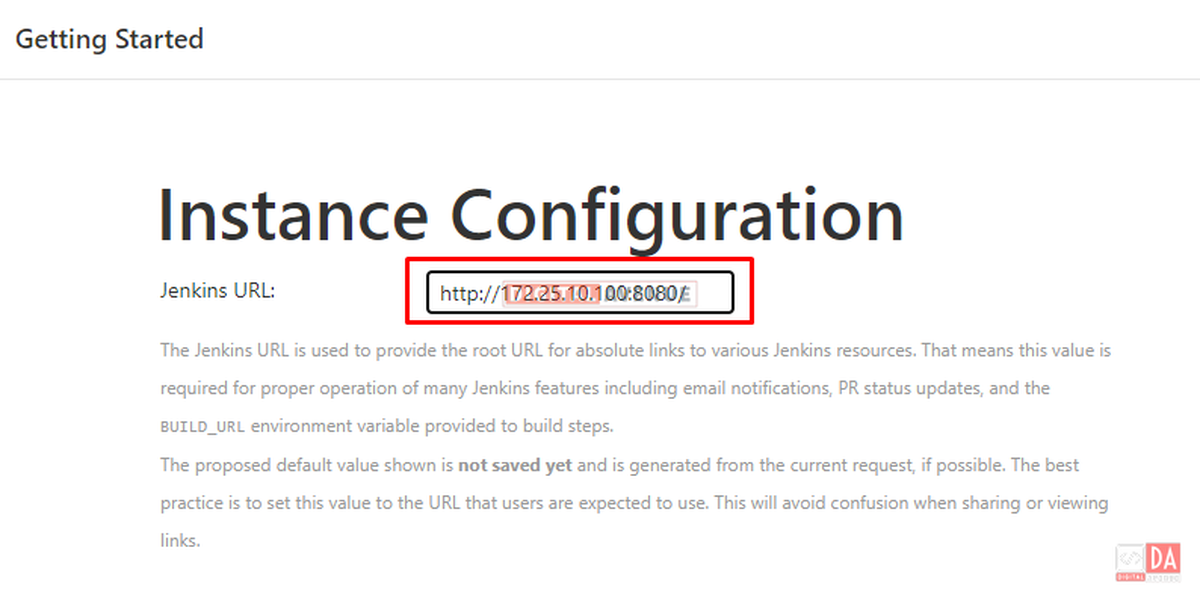 Getting Started
Instance Configuration
Jenkins URL:
http://172.25.10.100:8080/
The Jenkins URL is used to provide the root URL for absolute links to various Jenkins resources. That means this value is
required for proper operation of many Jenkins features including email notifications, PR status updates, and the
BUILD_URL environment variable provided to build steps.
The proposed default value shown is not saved yet and is generated from the current request, if possible. The best
practice is to set this value to the URL that users are expected to use. This will avoid confusion when sharing or viewing
links.
</> DA
DIGITAL